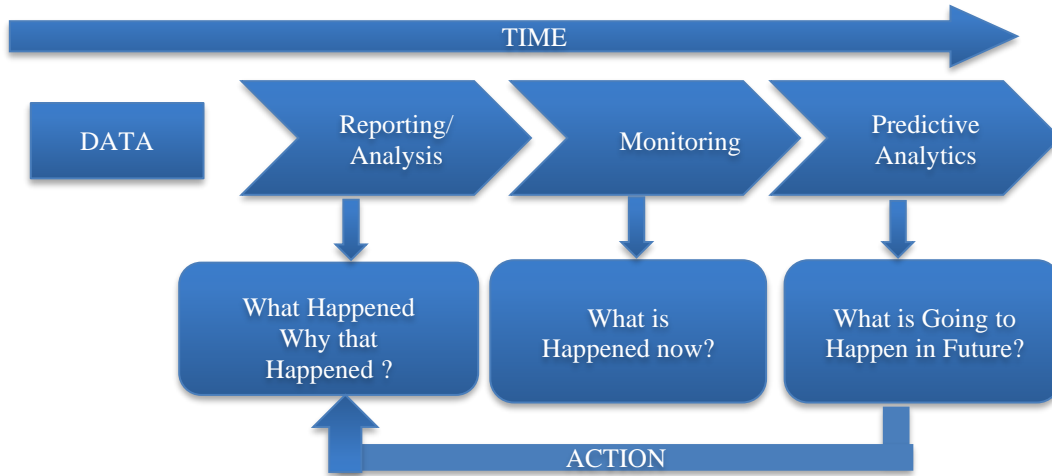 TIME
DATA
Reporting/
Analysis
Monitoring
Predictive
Analytics
What Happened
Why that
Happened ?
What is
Happened now?
What is Going to
Happen in Future?
ACTION